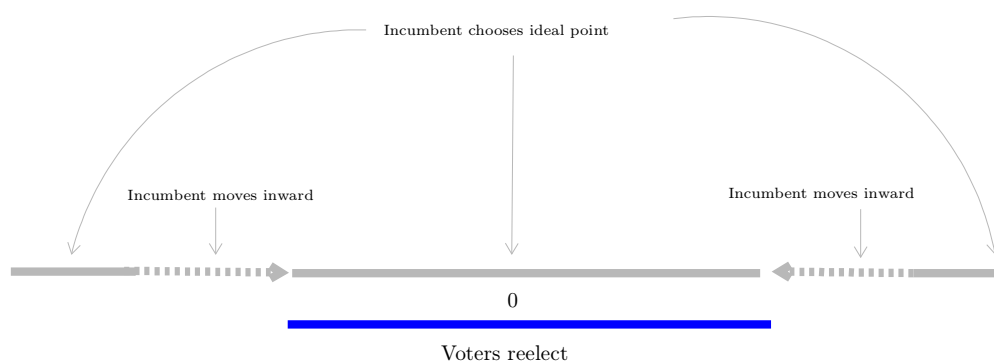 Incumbent chooses ideal point
Incumbent moves inward
Incumbent moves inward
0
Voters reelect